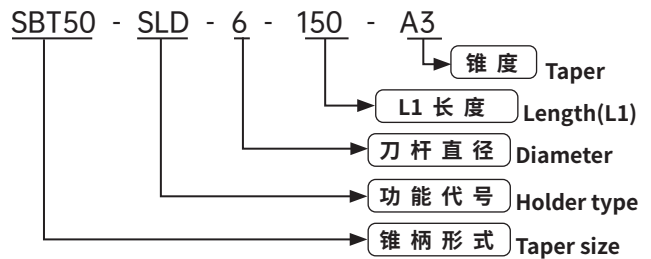 SBT50 - SLD - 6 - 150 - A3
锥度 Taper
L1 长度 Length(L1)
刀杆直径 Diameter
功能代号 Holder type
锥柄形式 Taper size